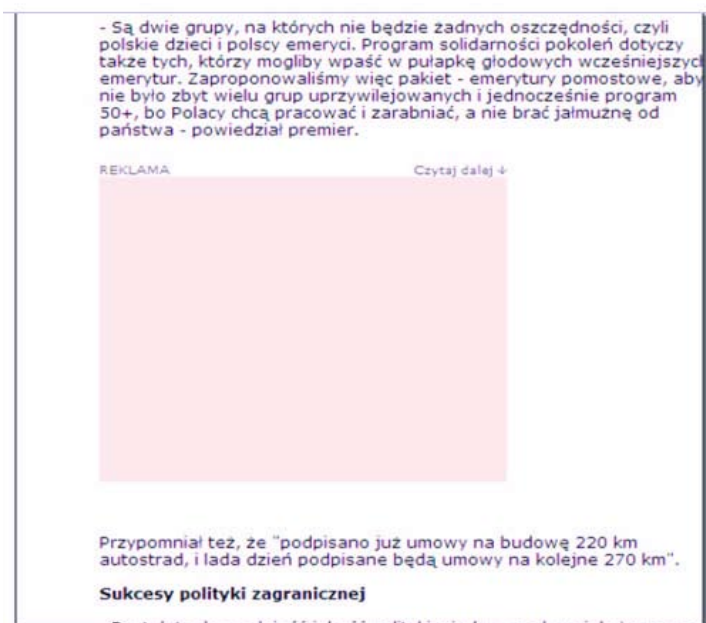 - Są dwie grupy, na których nie będzie żadnych oszczędności, czyli
polskie dzieci i polscy emeryci. Program solidarności pokoleń dotyczy
także tych, którzy mogliby wpaść w pułapkę głodowych wcześniejszych
emerytur. Zaproponowaliśmy więc pakiet - emerytury pomostowe, aby
nie było zbyt wielu grup uprzywilejowanych i jednocześnie program
50+, bo Polacy chcą pracować i zarabniać, a nie brać jałmużnę od
państwa - powiedział premier.
REKLAMA Czytaj dalej ↓
Przypomniał też, że "podpisano już umowy na budowę 220 km
autostrad, i lada dzień podpisane będą umowy na kolejne 270 km".
Sukcesy polityki zagranicznej